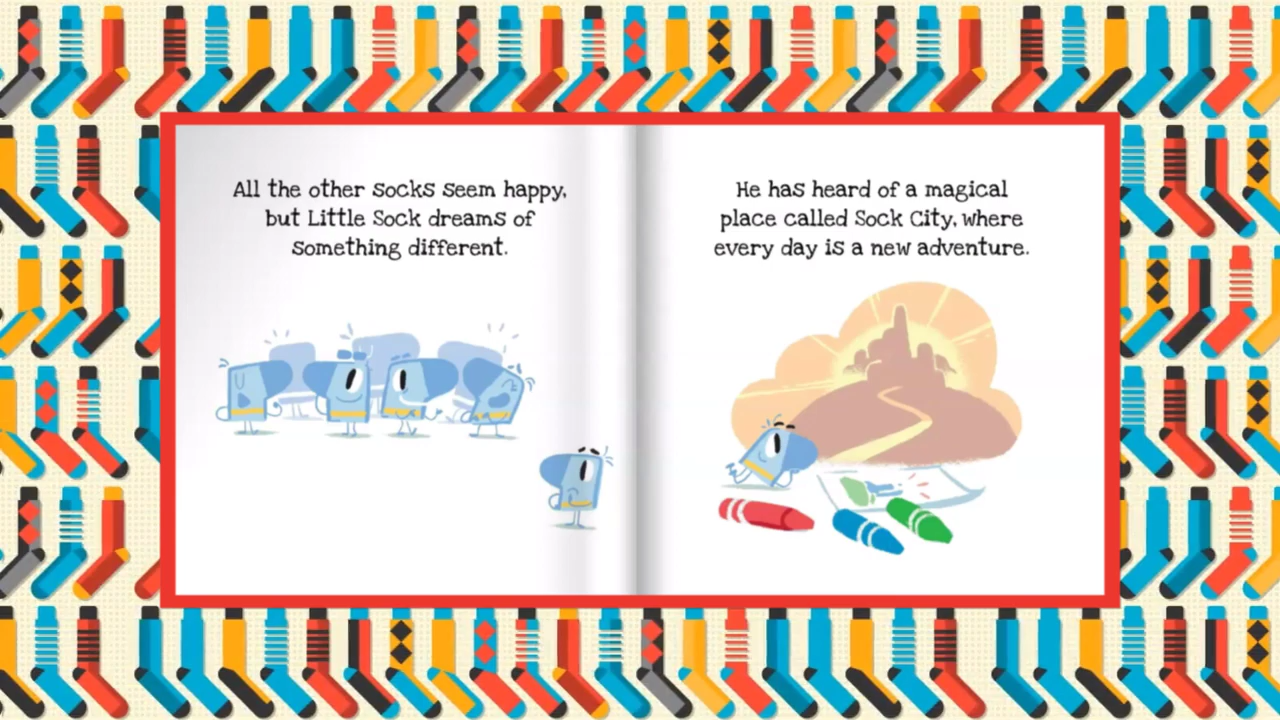 All the other socks seem happy,
but Little Sock dreams of
something different.
He has heard of a magical
place called Sock City, where
every day is a new adventure.